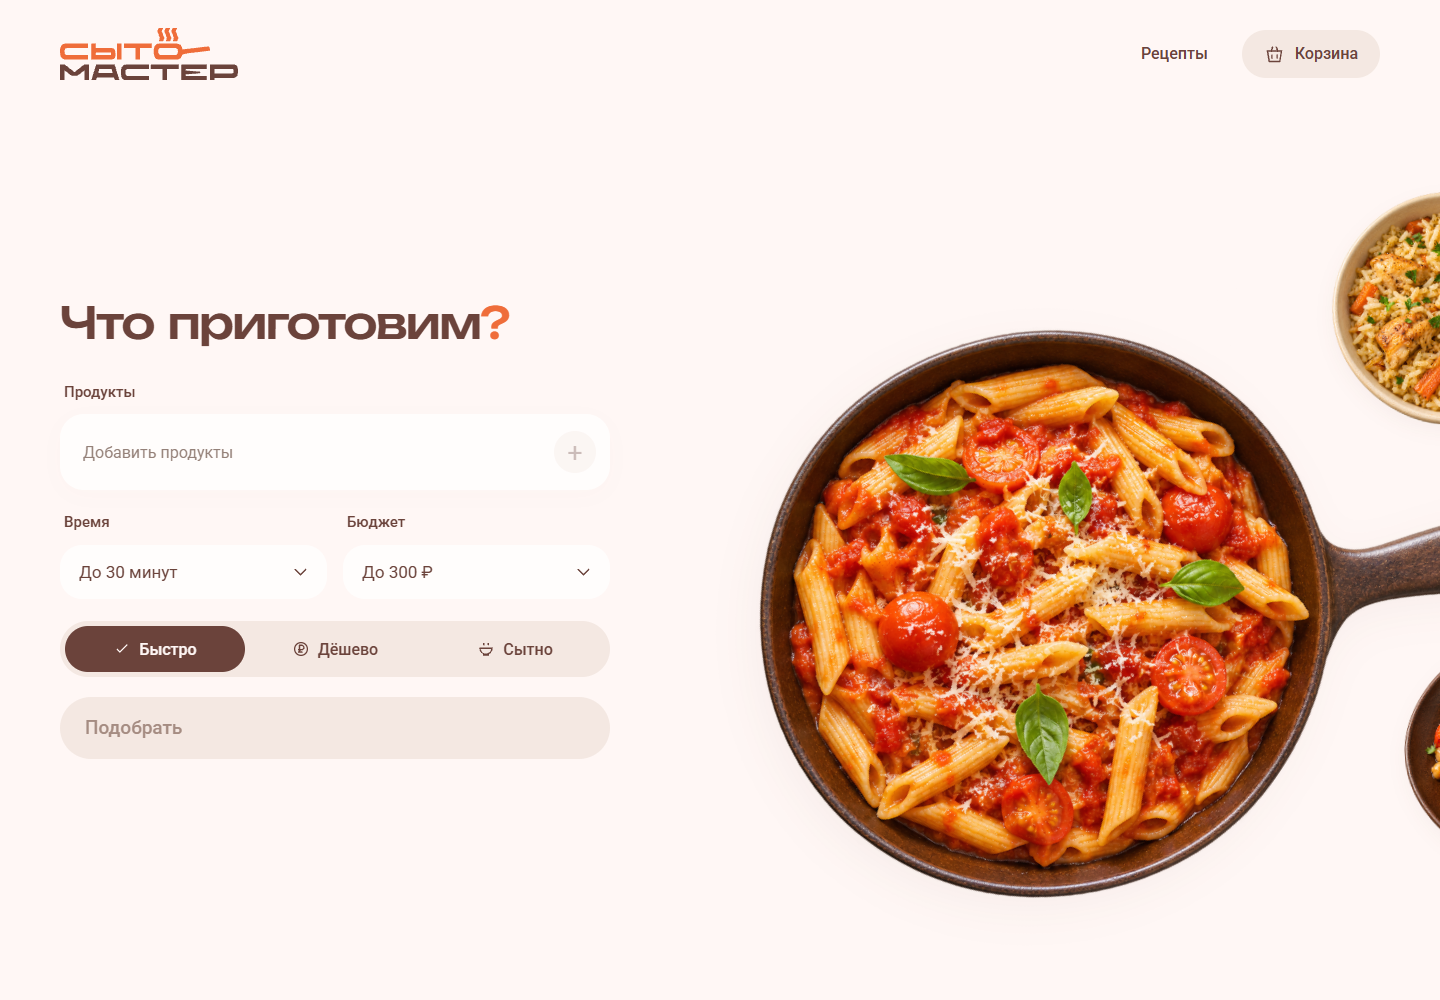 СЫТО
МАСТЕР
Рецепты
Корзина
Что приготовим?
Продукты
Добавить продукты
Время
Бюджет
До 30 минут
До 300 ₽
Быстро
Дёшево
Сытно
Подобрать